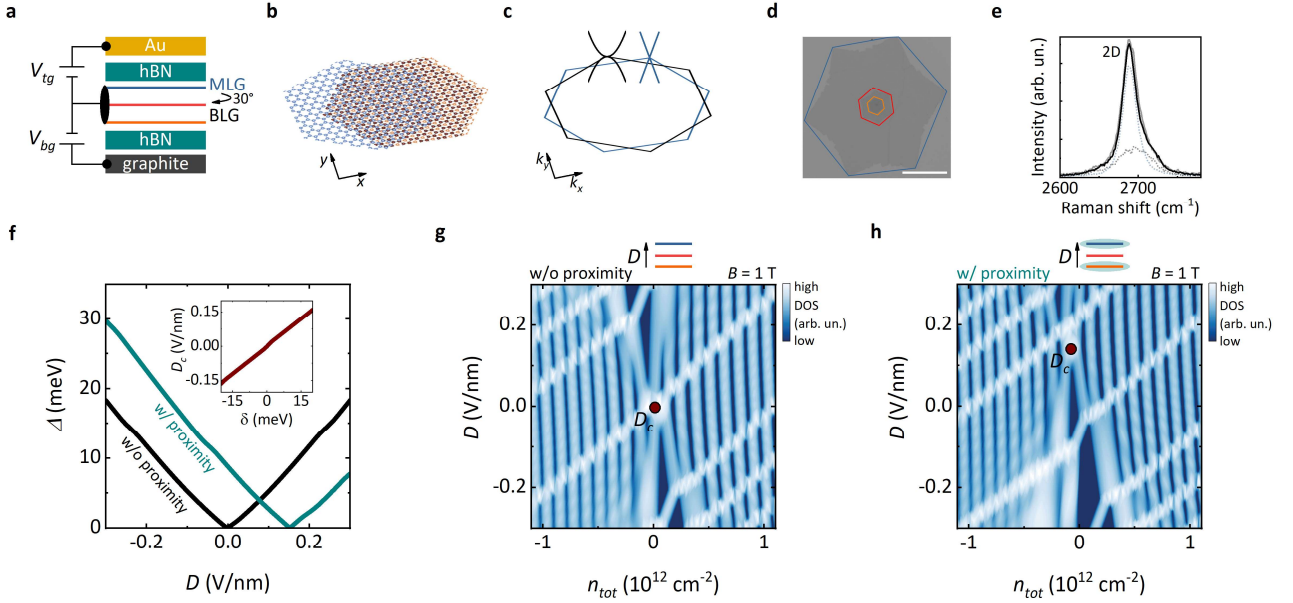 a
Au
hBN
MLG
30°
BLG
hBN
graphite
V_tg
V_bg
b
y
x
c
k_y
k_x
d
e
Intensity (arb. un.)
2D
2600
2700
Raman shift (cm⁻¹)
f
Δ (meV)
30
20
10
0
w/o proximity
w/ proximity
D_c (V/nm)
0.15
0.00
-0.15
-15
0
15
δ (meV)
-0.2
0.0
0.2
D (V/nm)
g
D
w/o proximity
B = 1 T
high
DOS
(arb. un.)
low
D (V/nm)
0.2
0.0
-0.2
D_c
-1
0
1
n_tot (10¹² cm⁻²)
h
D
w/ proximity
B = 1 T
high
DOS
(arb. un.)
low
D (V/nm)
0.2
0.0
-0.2
D_c
-1
0
1
n_tot (10¹² cm⁻²)